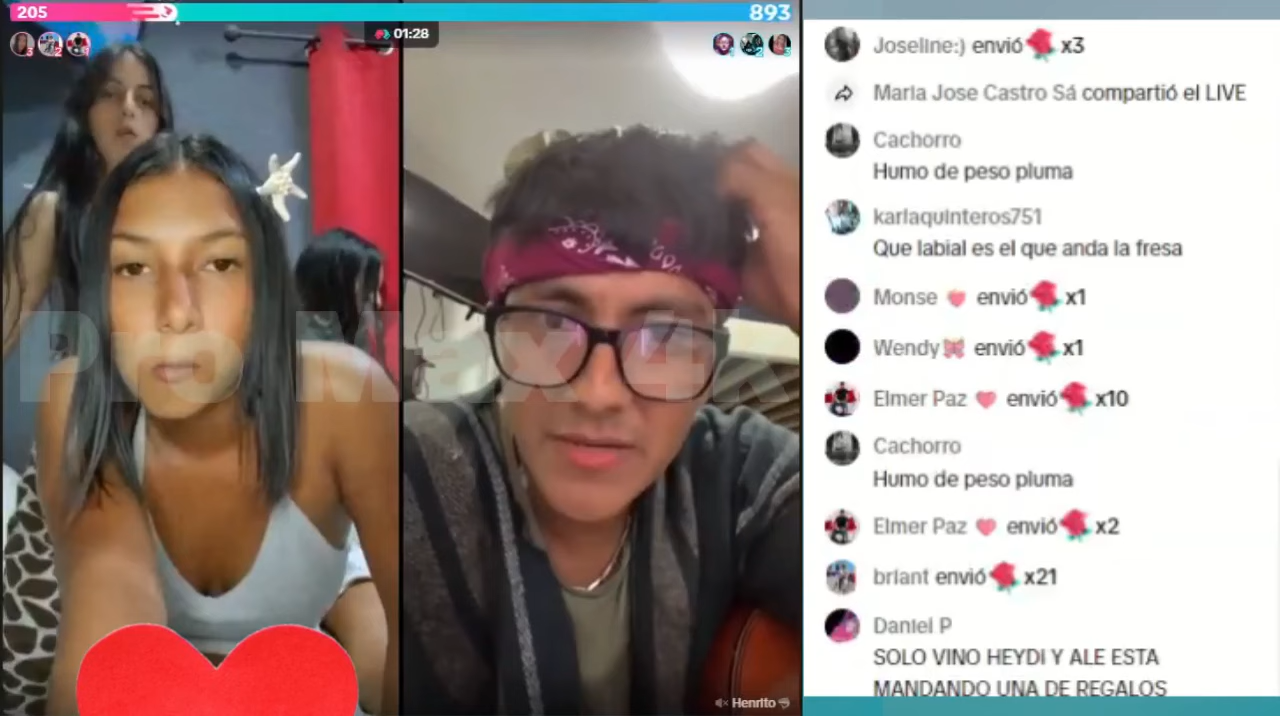 205
893
01:28
Pro Max 4k
Henrito
Joseline:) envió x3
Maria Jose Castro Sá compartió el LIVE
Cachorro
Humo de peso pluma
karlaquinteros751
Que labial es el que anda la fresa
Monse envió x1
Wendy envió x1
Elmer Paz envió x10
Cachorro
Humo de peso pluma
Elmer Paz envió x2
briant envió x21
Daniel P
SOLO VINO HEYDI Y ALE ESTA
MANDANDO UNA DE REGALOS